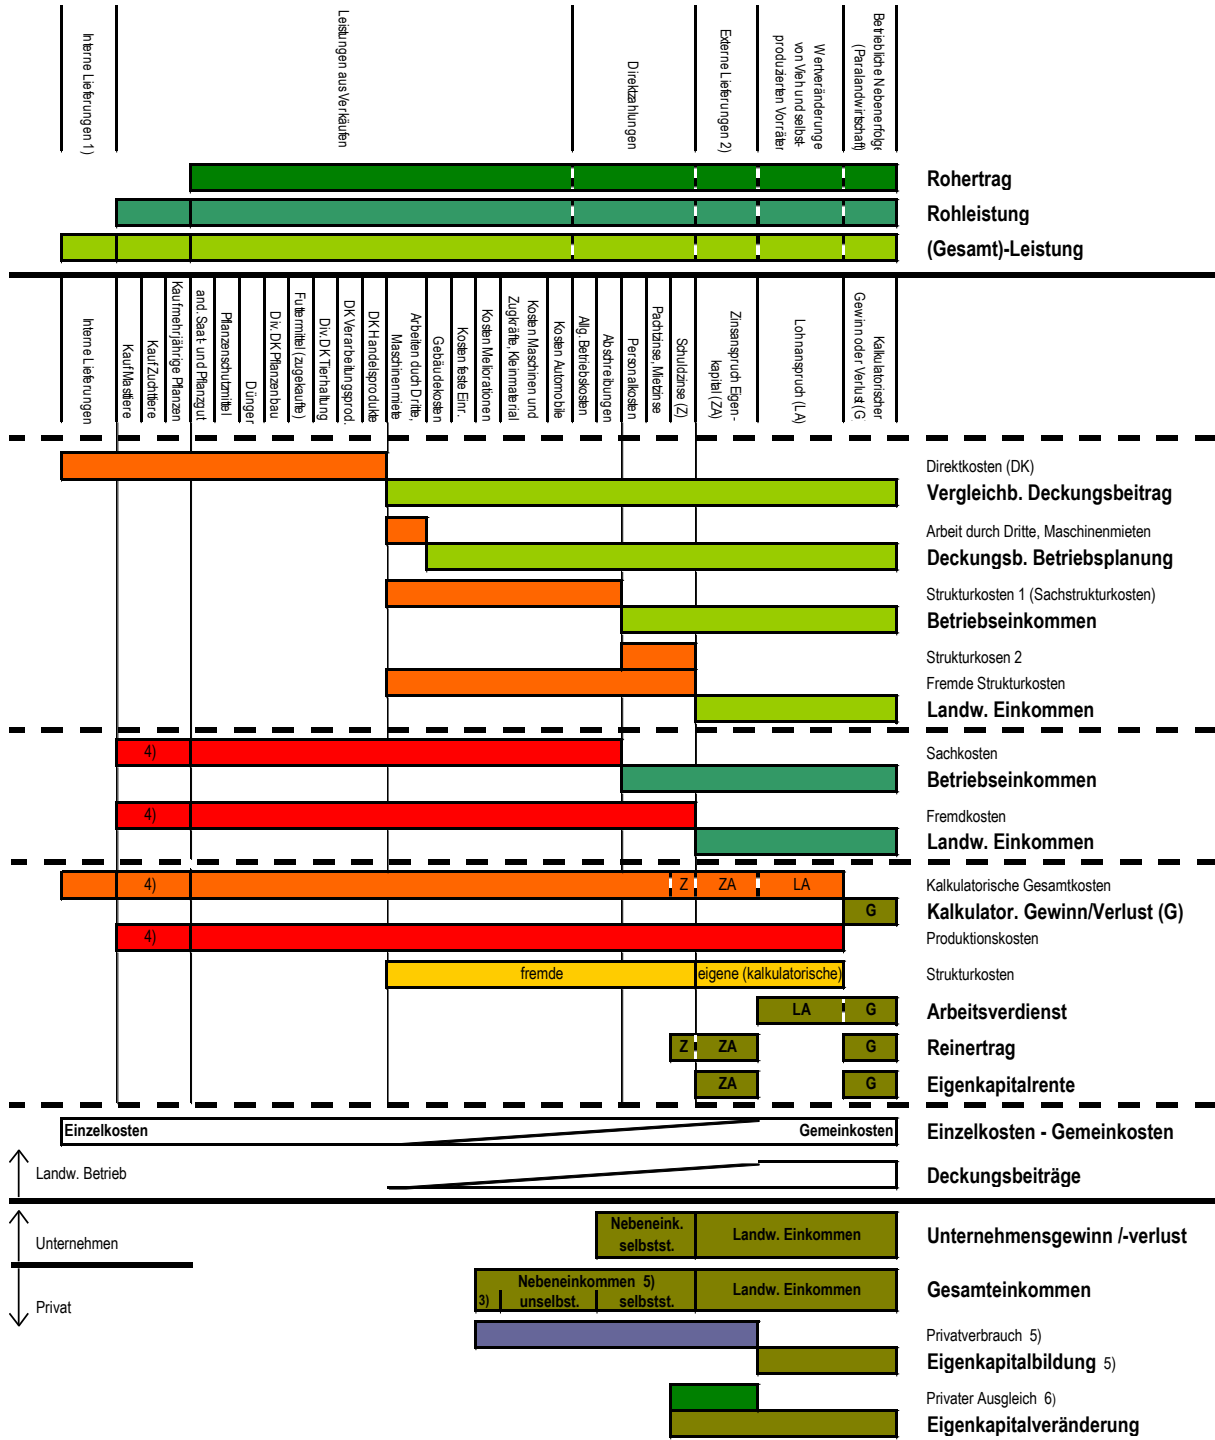 Interne Lieferungen 1)
Leistungen aus Verkäufen
Direktzahlungen
Externe Lieferungen 2)
Wertveränderunge
von Vieh und selbst-
produzierten Vorräter
Betriebliche Nebenerfolge
(Paralandwirtschaft)
Rohertrag
Rohleistung
(Gesamt)-Leistung
Interne Lieferungen
Kauf Masttiere
Kauf Zuchttiere
Kauf mehrjährige Pflanzen
and. Saat- und Pflanzgut
Pflanzenschutzmittel
Dünger
Div. DK Pflanzenbau
Futtermittel (zugekaufte)
Div. DK Tierhaltung
DK Verarbeitungsprod.
DK Handelsprodukte
Arbeiten duch Dritte,
Maschinenmiete
Gebäudekosten
Kosten feste Einr.
Kosten Meliorationen
Kosten Maschinen und
Zugkräfte, Kleinmaterial
Kosten Automobile
Allg. Betriebskosten
Abschreibungen
Personalkosten
Pachtzinse, Mietzinse
Schuldzinse (Z)
Zinsanspruch Eigen-
kapital (ZA)
Lohnanspruch (LA)
Kalkulatorischer
Gewinn oder Verlust (G
Direktkosten (DK)
Vergleichb. Deckungsbeitrag
Arbeit durch Dritte, Maschinenmieten
Deckungsb. Betriebsplanung
Strukturkosten 1 (Sachstrukturkosten)
Betriebseinkommen
Strukturkosen 2
Fremde Strukturkosten
Landw. Einkommen
4)
Sachkosten
Betriebseinkommen
4)
Fremdkosten
Landw. Einkommen
4) Z ZA LA
Kalkulatorische Gesamtkosten
G
Kalkulator. Gewinn/Verlust (G)
4)
Produktionskosten
fremde eigene (kalkulatorische)
Strukturkosten
LA G
Arbeitsverdienst
Z ZA G
Reinertrag
ZA G
Eigenkapitalrente
Einzelkosten Gemeinkosten
Einzelkosten - Gemeinkosten
Landw. Betrieb
Deckungsbeiträge
Unternehmen
Nebeneink.
selbstst.
Landw. Einkommen
Unternehmensgewinn /-verlust
Privat
Nebeneinkommen 5)
3) unselbst. selbstst.
Landw. Einkommen
Gesamteinkommen
Privatverbrauch 5)
Eigenkapitalbildung 5)
Privater Ausgleich 6)
Eigenkapitalveränderung